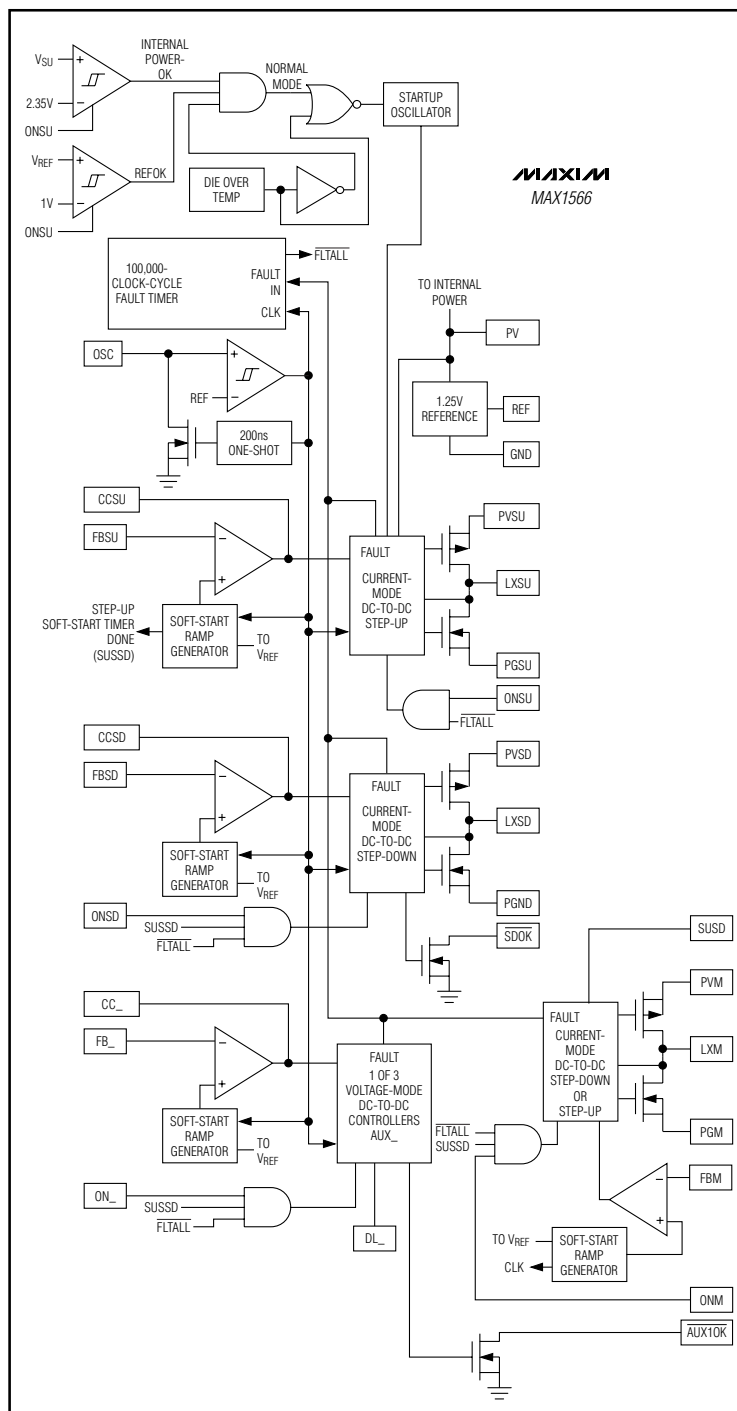 INTERNAL
POWER-
OK
VSU
+
−
2.35V
ONSU
NORMAL
MODE
STARTUP
OSCILLATOR
VREF
+
−
1V
ONSU
REFOK
DIE OVER
TEMP
MAXIM
MAX1566
100,000-
CLOCK-CYCLE
FAULT TIMER
FLTALL
FAULT
IN
CLK
TO INTERNAL
POWER
PV
1.25V
REFERENCE
REF
GND
OSC
+
−
REF
200ns
ONE-SHOT
CCSU
FBSU
−
+
STEP-UP
SOFT-START TIMER
DONE
(SUSSD)
SOFT-START
RAMP
GENERATOR
TO
VREF
FAULT
CURRENT-
MODE
DC-TO-DC
STEP-UP
PVSU
LXSU
PGSU
ONSU
FLTALL
CCSD
FBSD
−
+
SOFT-START
RAMP
GENERATOR
TO
VREF
FAULT
CURRENT-
MODE
DC-TO-DC
STEP-DOWN
PVSD
LXSD
PGND
ONSD
SUSSD
FLTALL
SDOK
CC_
FB_
−
+
SOFT-START
RAMP
GENERATOR
TO
VREF
FAULT
1 OF 3
VOLTAGE-MODE
DC-TO-DC
CONTROLLERS
AUX_
ON_
SUSSD
FLTALL
DL_
SUSD
FAULT
CURRENT-
MODE
DC-TO-DC
STEP-DOWN
OR
STEP-UP
PVM
LXM
PGM
FLTALL
SUSSD
FBM
−
+
TO VREF
CLK
SOFT-START
RAMP
GENERATOR
ONM
AUX1OK